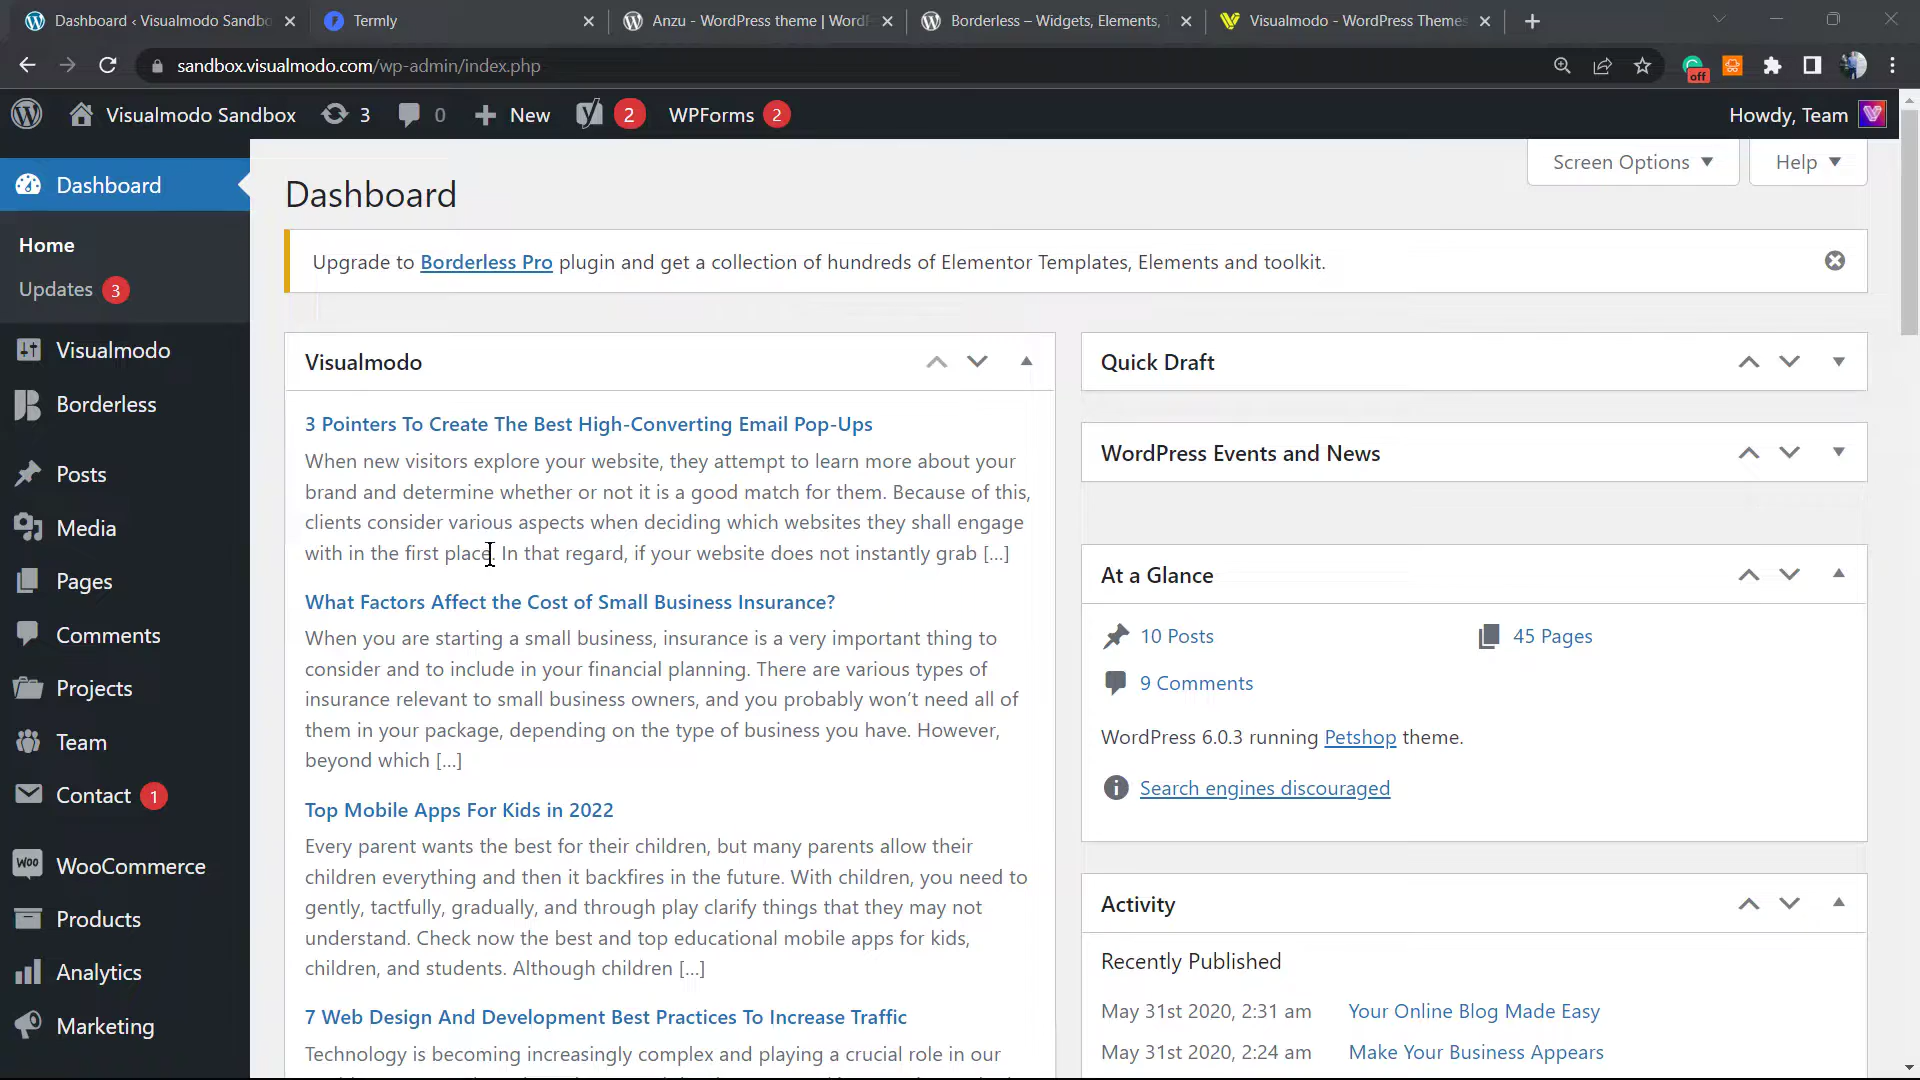 Dashboard ‹ Visualmodo Sandbo
Termly
Anzu - WordPress theme | Word
Borderless – Widgets, Elements,
Visualmodo - WordPress Themes
sandbox.visualmodo.com/wp-admin/index.php
off
Visualmodo Sandbox
3
0
New
2
WPForms 2
Howdy, Team
Screen Options
Help
Dashboard
Home
Updates 3
Visualmodo
Borderless
Posts
Media
Pages
Comments
Projects
Team
Contact 1
WooCommerce
Products
Analytics
Marketing
Dashboard
Upgrade to Borderless Pro plugin and get a collection of hundreds of Elementor Templates, Elements and toolkit.
Visualmodo
3 Pointers To Create The Best High-Converting Email Pop-Ups
When new visitors explore your website, they attempt to learn more about your
brand and determine whether or not it is a good match for them. Because of this,
clients consider various aspects when deciding which websites they shall engage
with in the first place. In that regard, if your website does not instantly grab […]
What Factors Affect the Cost of Small Business Insurance?
When you are starting a small business, insurance is a very important thing to
consider and to include in your financial planning. There are various types of
insurance relevant to small business owners, and you probably won’t need all of
them in your package, depending on the type of business you have. However,
beyond which […]
Top Mobile Apps For Kids in 2022
Every parent wants the best for their children, but many parents allow their
children everything and then it backfires in the future. With children, you need to
gently, tactfully, gradually, and through play clarify things that they may not
understand. Check now the best and top educational mobile apps for kids,
children, and students. Although children […]
7 Web Design And Development Best Practices To Increase Traffic
Technology is becoming increasingly complex and playing a crucial role in our
Quick Draft
WordPress Events and News
At a Glance
10 Posts
45 Pages
9 Comments
WordPress 6.0.3 running Petshop theme.
Search engines discouraged
Activity
Recently Published
May 31st 2020, 2:31 am
Your Online Blog Made Easy
May 31st 2020, 2:24 am
Make Your Business Appears